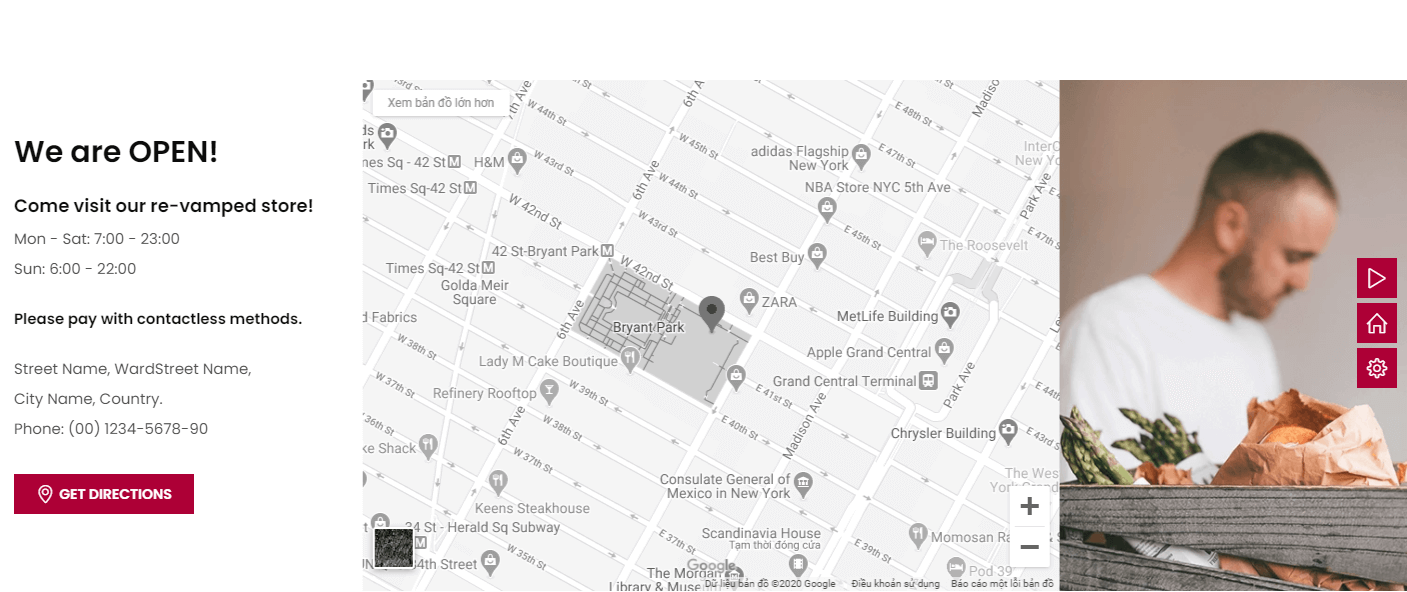 We are OPEN!
Come visit our re-vamped store!
Mon - Sat: 7:00 - 23:00
Sun: 6:00 - 22:00
Please pay with contactless methods.
Street Name, WardStreet Name,
City Name, Country.
Phone: (00) 1234-5678-90
GET DIRECTIONS
Xem bản đồ lớn hơn
6th Ave
Madison
W 44th St
W 45th St
E 48th St
E 47th St
H&M
W 43rd St
42 St
Times Sq-42 St
adidas Flagship
New York
NBA Store NYC 5th Ave
6th Ave
W 44th St
Park Ave
W 42nd St
W 43rd St
E 45th St
E 47th
The Roosevelt
42 St-Bryant Park
W 42nd St
Best Buy
Times Sq-42 St
Golda Meir
Square
ZARA
d Fabrics
6th Ave
Bryant Park
MetLife Building
W 38th St
Lady M Cake Boutique
Apple Grand Central
Grand Central Terminal
W 37th St
Refinery Rooftop
W 39th St
E 41st St
Park Ave
E 44th
W 36th St
6th Ave
W 38th St
E 40th St
Madison Ave
Chrysler Building
E 43rd S
ke Shack
W 37th St
Consulate General of
Mexico in New York
The Wes
Keens Steakhouse
34 St - Herald Sq Subway
Scandinavia House
Tạm thời đóng cửa
E 37th St
E 39th St
Momosan Ra
W 35th St
34th Street
The Morgan
Library & Museum
Pod 39
Google
Dữ liệu bản đồ ©2020 Google
Điều khoản sử dụng
Báo cáo một lỗi bản đồ